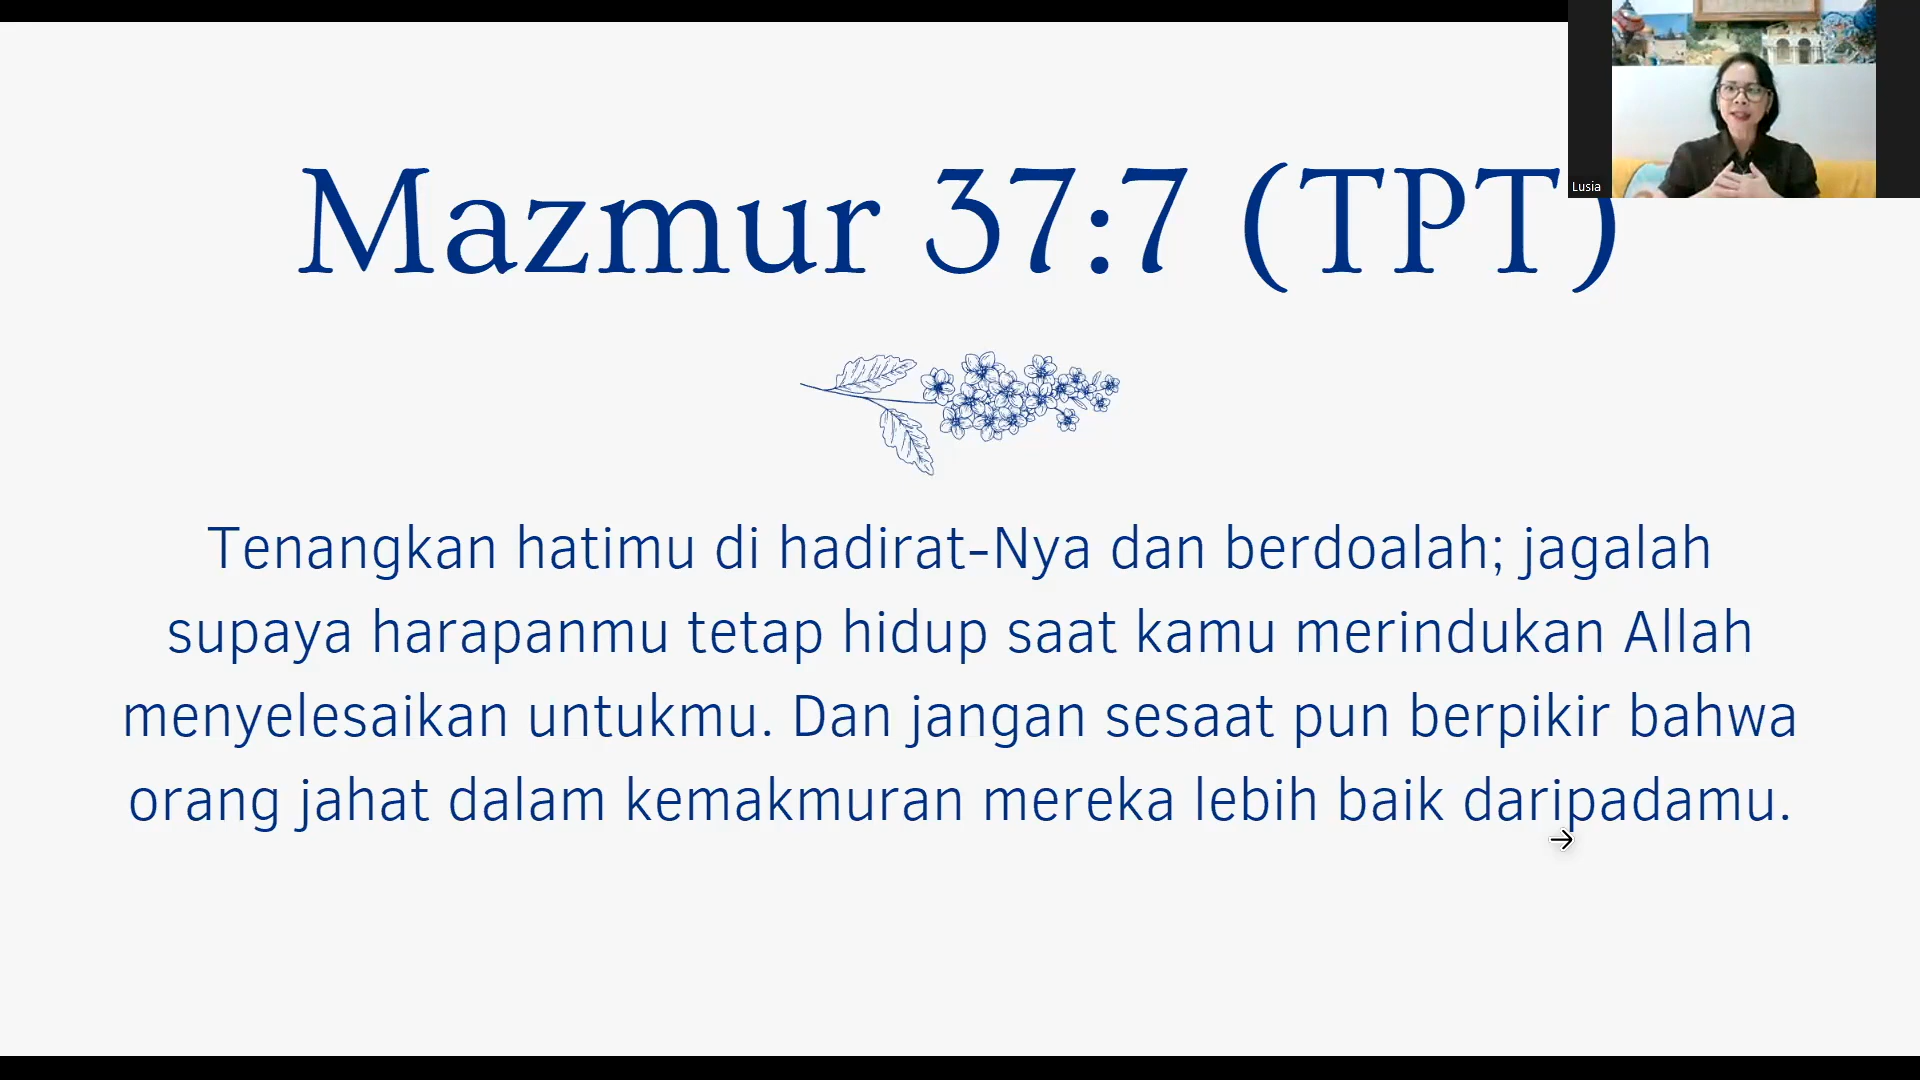 Mazmur 37:7 (TPT)
Lusia
Tenangkan hatimu di hadirat-Nya dan berdoalah; jagalah
supaya harapanmu tetap hidup saat kamu merindukan Allah
menyelesaikan untukmu. Dan jangan sesaat pun berpikir bahwa
orang jahat dalam kemakmuran mereka lebih baik daripadamu.